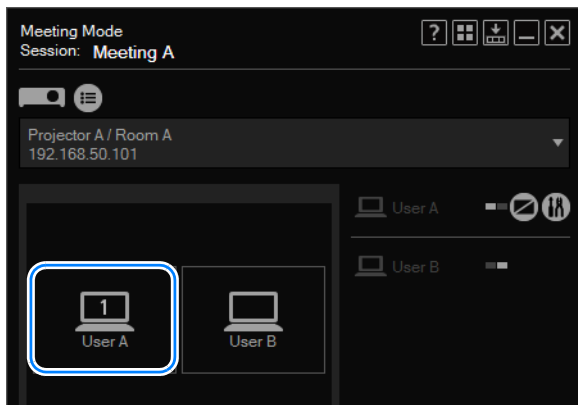 Meeting Mode
Session: Meeting A
?
Projector A / Room A
192.168.50.101
User A
User B
1
User A
User B